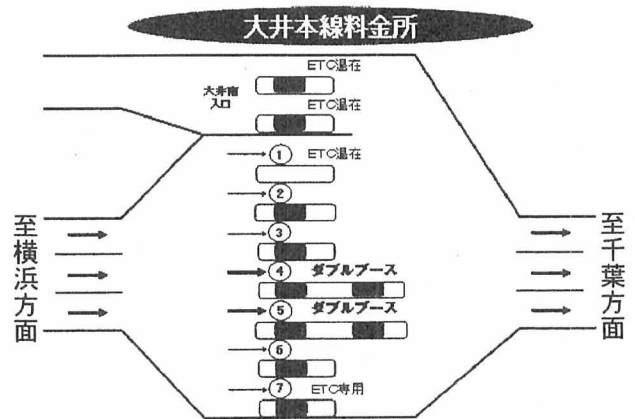 大井本線料金所
ETC混在
大井南
入口
ETC混在
① ETC混在
②
③
④ ダブルブース
⑤ ダブルブース
⑥
⑦ ETC専用
至横浜方面
至千葉方面